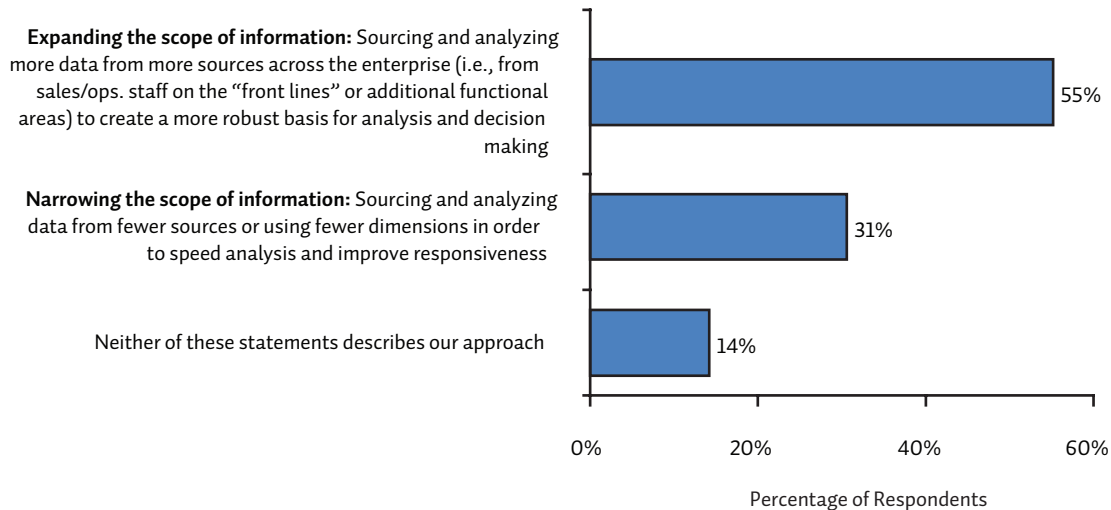 Expanding the scope of information: Sourcing and analyzing
more data from more sources across the enterprise (i.e., from
sales/ops. staff on the “front lines” or additional functional
areas) to create a more robust basis for analysis and decision
making
55%
Narrowing the scope of information: Sourcing and analyzing
data from fewer sources or using fewer dimensions in order
to speed analysis and improve responsiveness
31%
Neither of these statements describes our approach
14%
0% 20% 40% 60%
Percentage of Respondents